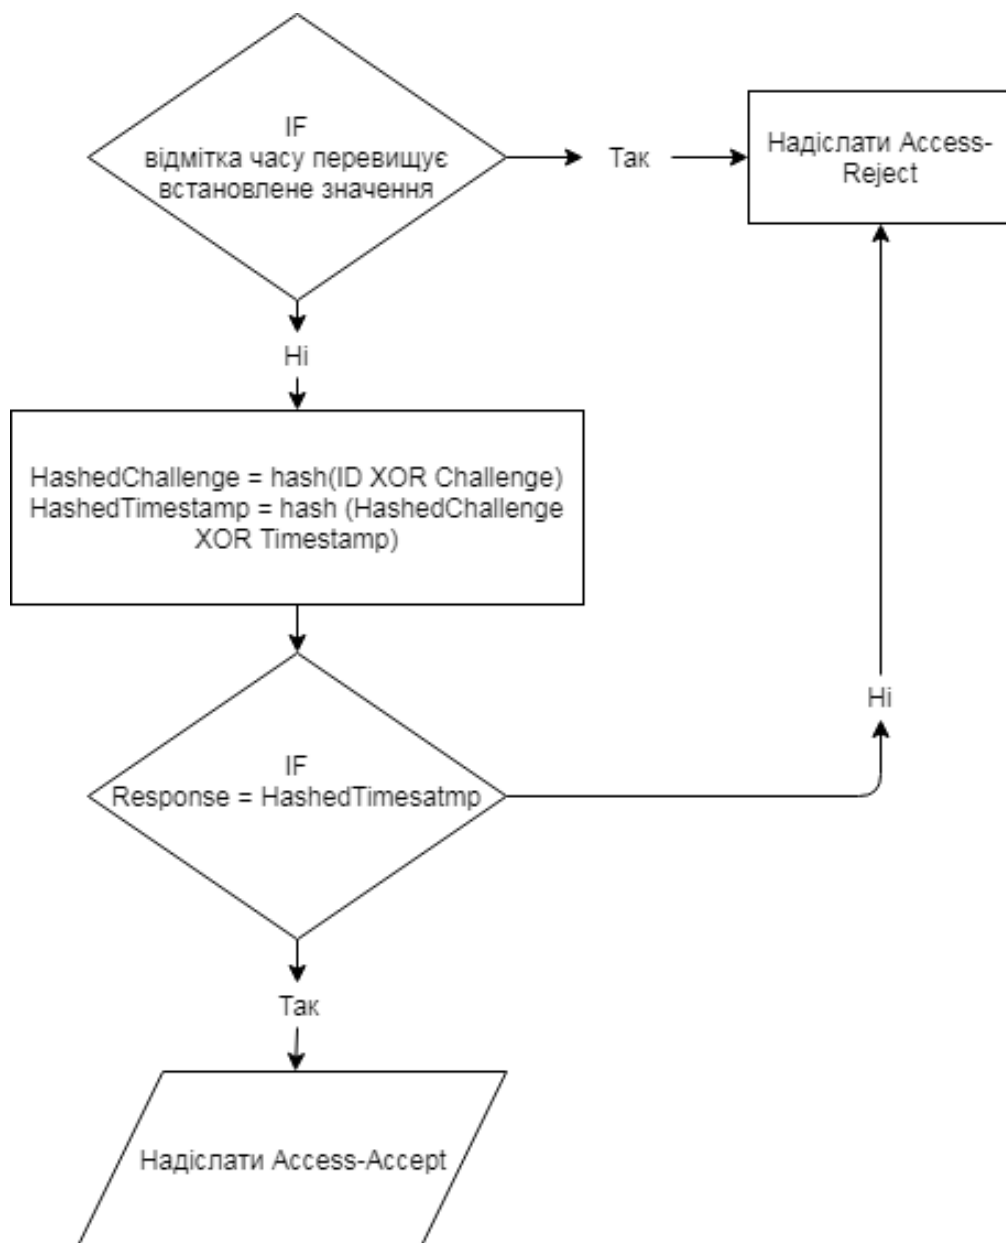 IF
відмітка часу перевищує
встановлене значення
Так
Надіслати Access-
Reject
Ні
HashedChallenge = hash(ID XOR Challenge)
HashedTimestamp = hash (HashedChallenge
XOR Timestamp)
Ні
IF
Response = HashedTimesatmp
Так
Надіслати Access-Accept